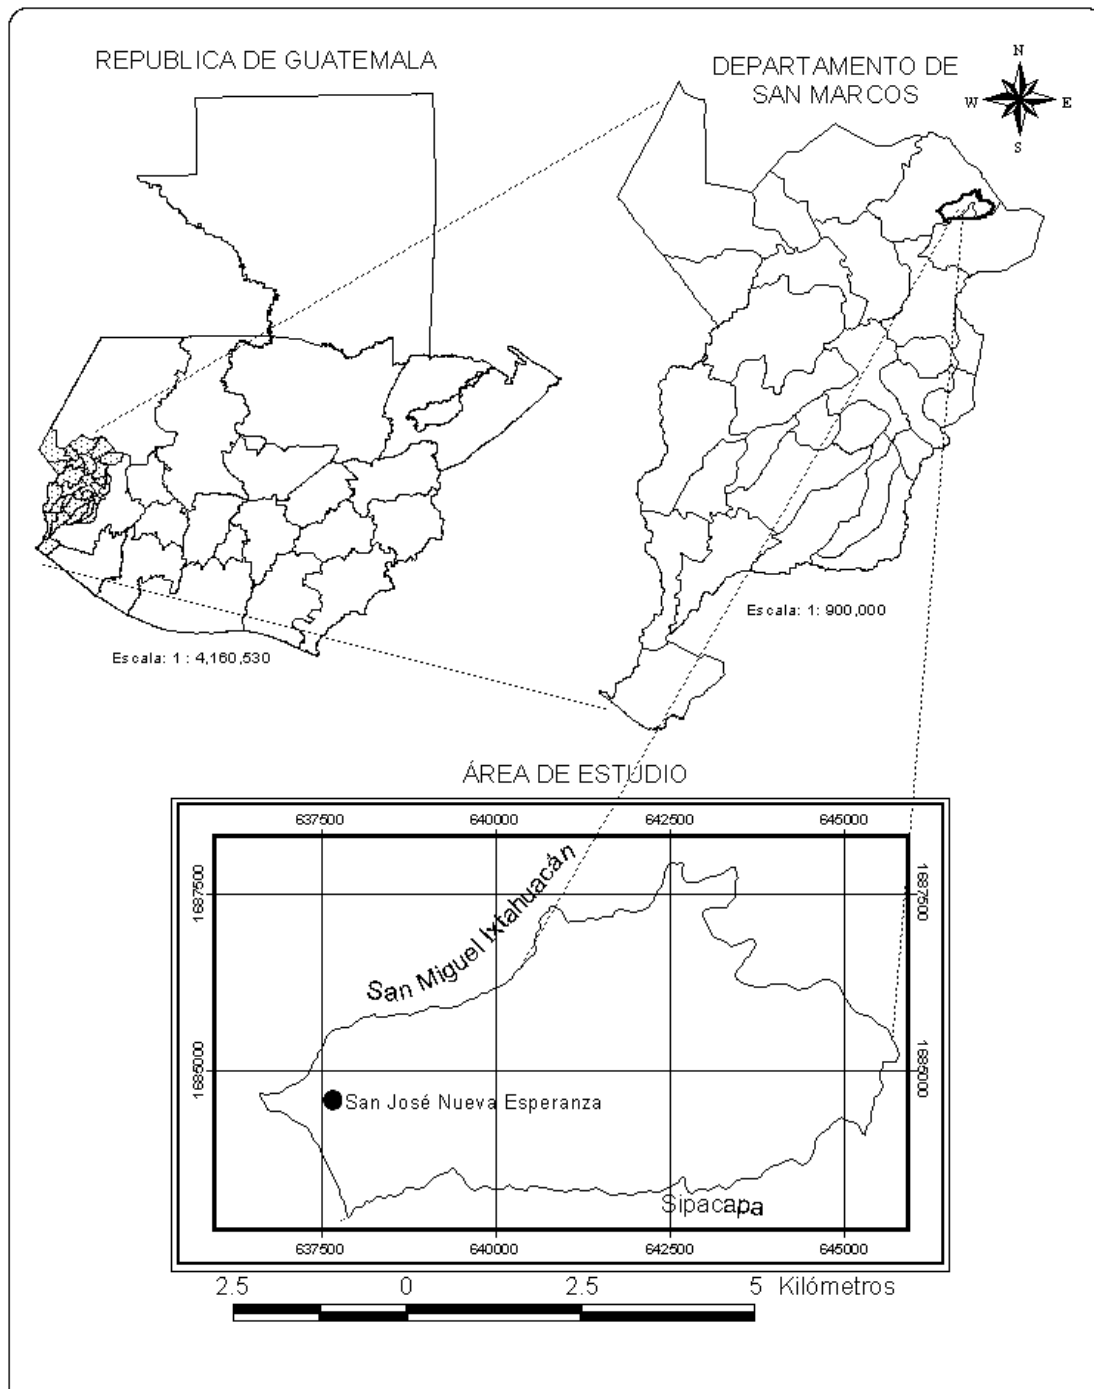 REPUBLICA DE GUATEMALA
DEPARTAMENTO DE
SAN MARCOS
N
W
E
S
Escala: 1: 900,000
Escala: 1 : 4,160,530
ÁREA DE ESTUDIO
637500
640000
642500
645000
1687500
1687500
San Miguel Ixtahuacán
1685000
1685000
San José Nueva Esperanza
Sipacapa
637500
640000
642500
645000
2.5 0 2.5 5 Kilómetros